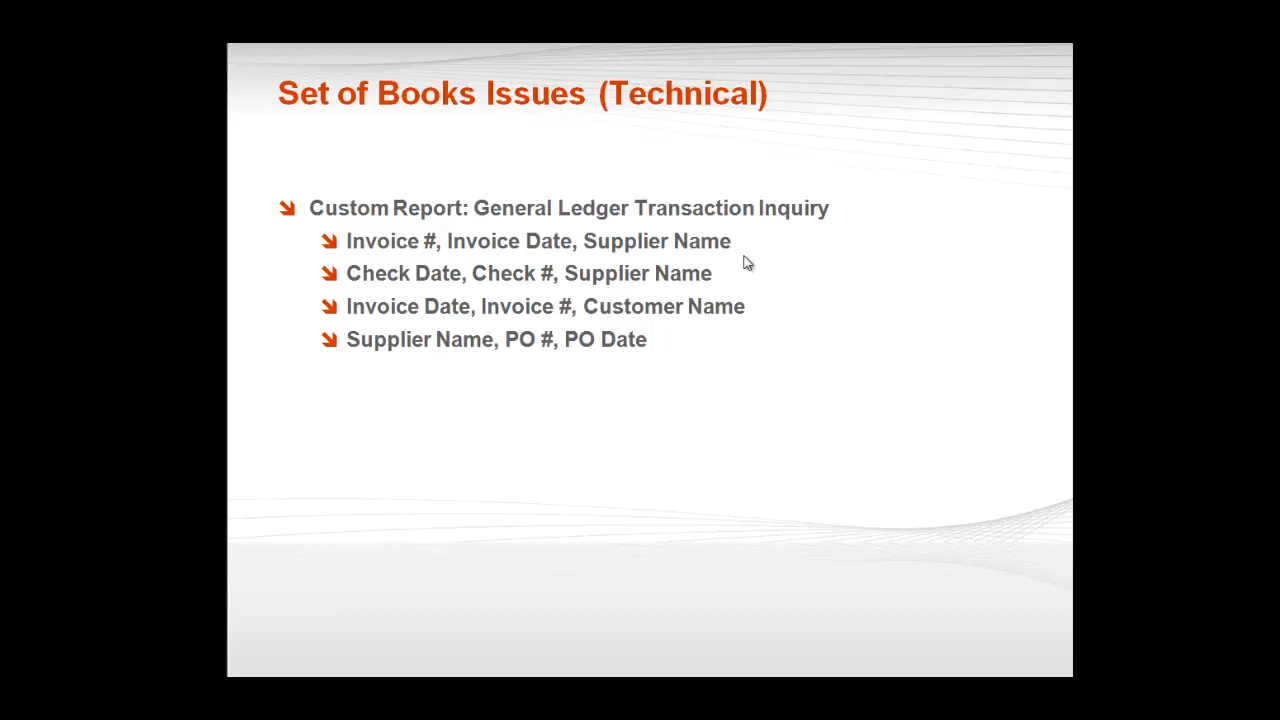 Set of Books Issues (Technical)
Custom Report: General Ledger Transaction Inquiry
Invoice #, Invoice Date, Supplier Name
Check Date, Check #, Supplier Name
Invoice Date, Invoice #, Customer Name
Supplier Name, PO #, PO Date